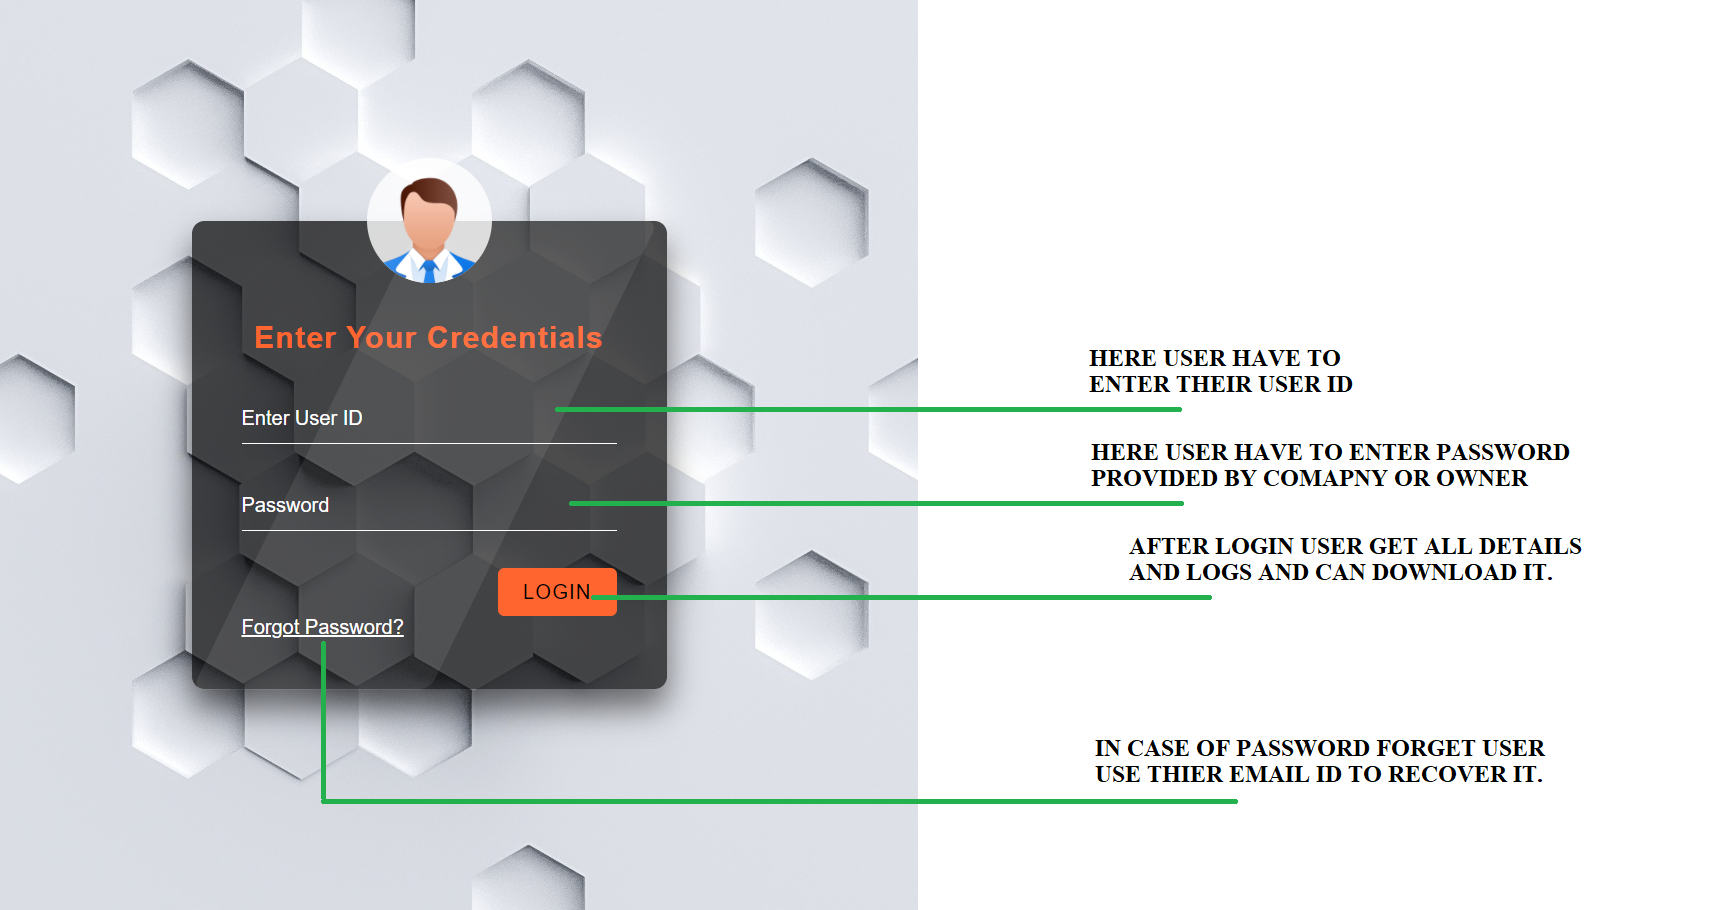 Enter Your Credentials
Enter User ID
Password
LOGIN
Forgot Password?
HERE USER HAVE TO
ENTER THEIR USER ID
HERE USER HAVE TO ENTER PASSWORD
PROVIDED BY COMAPNY OR OWNER
AFTER LOGIN USER GET ALL DETAILS
AND LOGS AND CAN DOWNLOAD IT.
IN CASE OF PASSWORD FORGET USER
USE THIER EMAIL ID TO RECOVER IT.